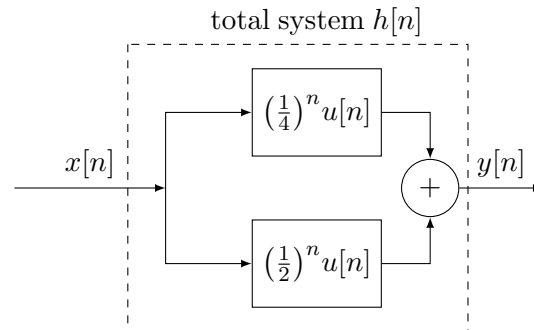 total system h[n]
(1/4)^n u[n]
x[n]
y[n]
+
(1/2)^n u[n]